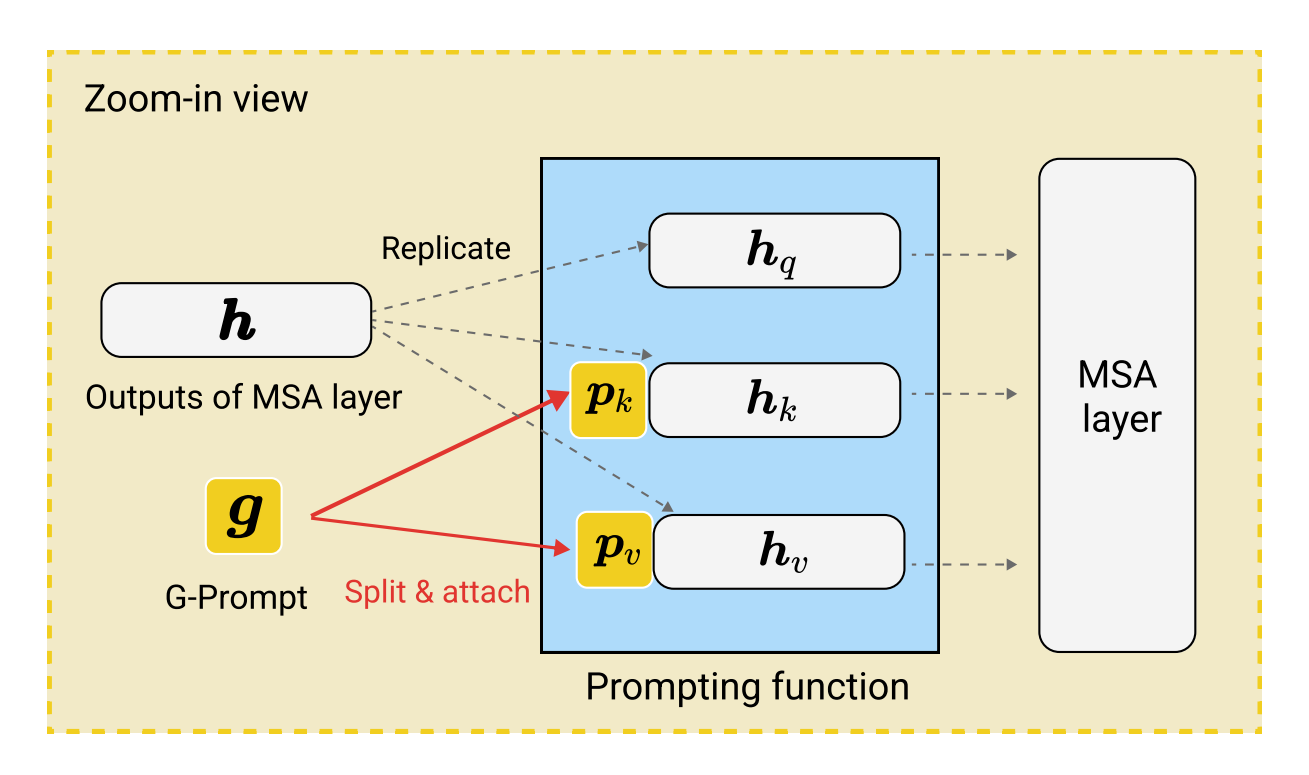 Zoom-in view
Replicate
h
Outputs of MSA layer
g
G-Prompt
Split & attach
h_q
p_k h_k
p_v h_v
Prompting function
MSA
layer